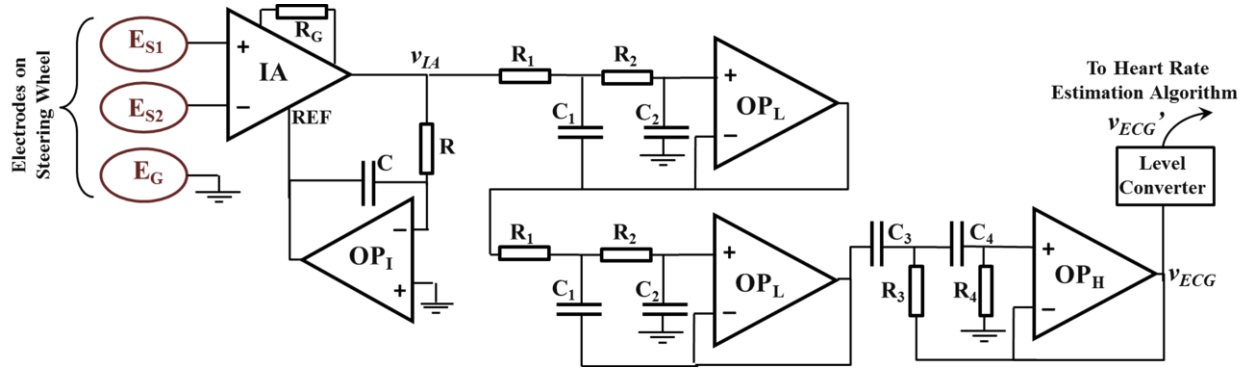 Electrodes on
Steering Wheel
E_S1
E_S2
E_G
+
−
IA
R_G
REF
v_IA
R
C
OP_I
−
+
R_1
R_2
C_1
C_2
+
−
OP_L
R_1
R_2
C_1
C_2
+
−
OP_L
C_3
C_4
R_3
R_4
+
−
OP_H
v_ECG
Level
Converter
v_ECG'
To Heart Rate
Estimation Algorithm